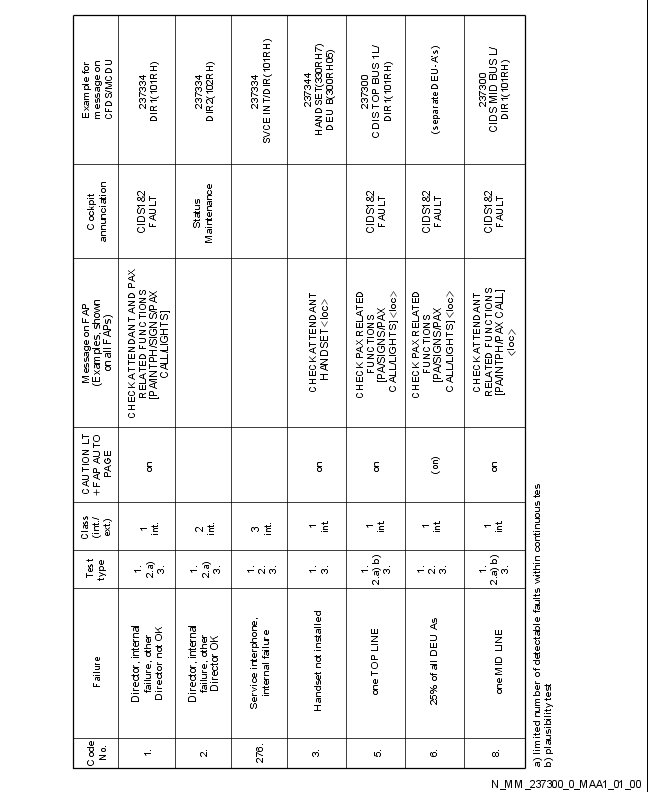 Code No.
Failure
Test type
Class (int./ ext.)
CAUTION LT + FAP AUTO PAGE
Message on FAP (Examples, shown on all FAPs)
Cockpit annunciation
Example for message on CFDS/MCDU
1.
Director, internal failure, other Director not OK
1. 2.a) 3.
1 int.
on
CHECK ATTENDANT AND PAX RELATED FUNCTIONS [PA/INTPH/SIGNS/PAX CALL/LIGHTS]
CIDS1&2 FAULT
237334 DIR1(101RH)
2.
Director, internal failure, other Director OK
1. 2.a) 3.
2 int.
Status Maintenance
237334 DIR2(102RH)
276.
Service interphone, internal failure
1. 2. 3.
3 int.
237334 SVCE INT/DIR(101RH)
3.
Handset not installed
1. 3.
1 int.
on
CHECK ATTENDANT HANDSET <loc>
237344 HANDSET(330RH7) DEU B(300RH05)
5.
one TOP LINE
1. 2.a) b) 3.
1 int.
on
CHECK PAX RELATED FUNCTIONS [PA/SIGNS/PAX CALL/LIGHTS] <loc>
CIDS1&2 FAULT
237300 CDIS TOP BUS 1L/ DIR1(101RH)
6.
25% of all DEU As
1. 2. 3.
1 int.
(on)
CHECK PAX RELATED FUNCTIONS [PA/SIGNS/PAX CALL/LIGHTS] <loc>
CIDS1&2 FAULT
(separate DEU-A's)
8.
one MID LINE
1. 2.a) b) 3.
1 int.
on
CHECK ATTENDANT RELATED FUNCTIONS [PA/INTPH/PAX CALL] <loc>
CIDS1&2 FAULT
237300 CIDS MID BUS L/ DIR1(101RH)
a) limited number of detectable faults within continuous tes
b) plausibility test
N_MM_237300_0_MAA1_01_00